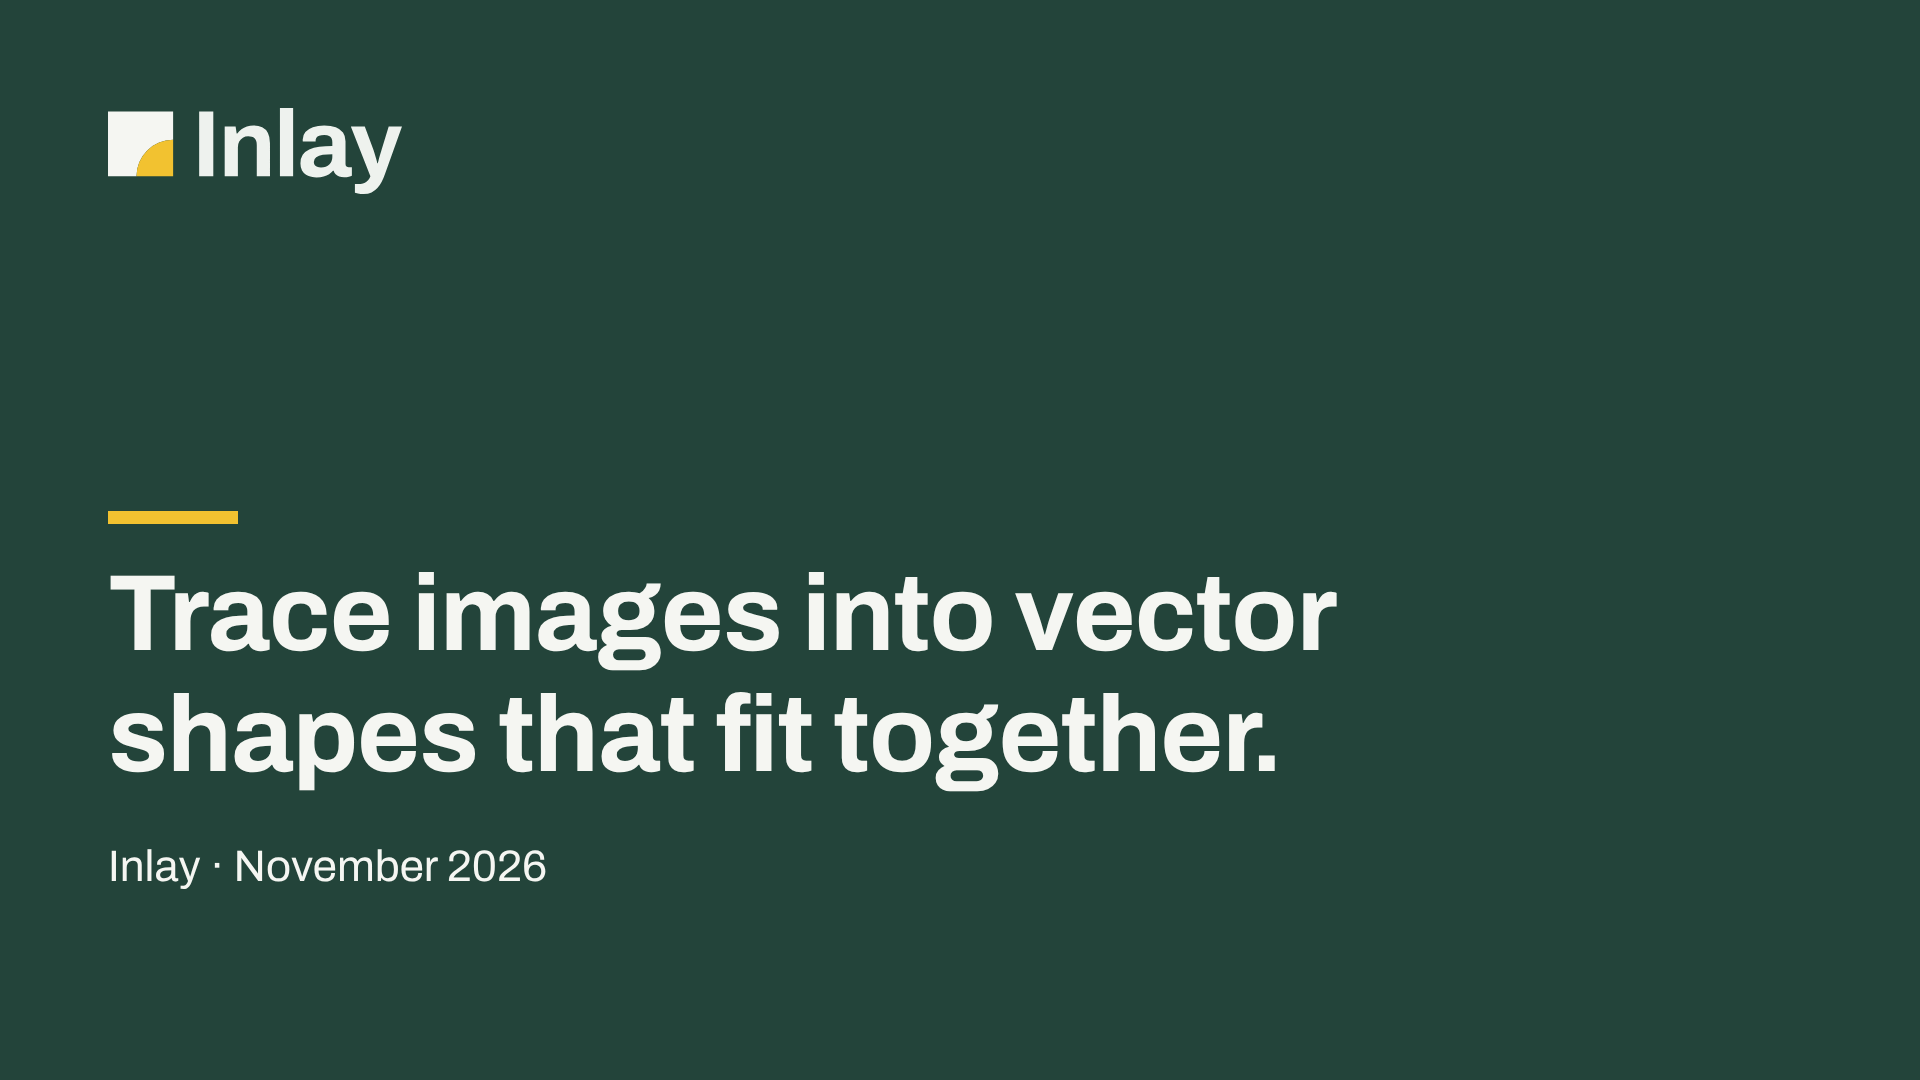 Inlay
Trace images into vector
shapes that fit together.
Inlay · November 2026